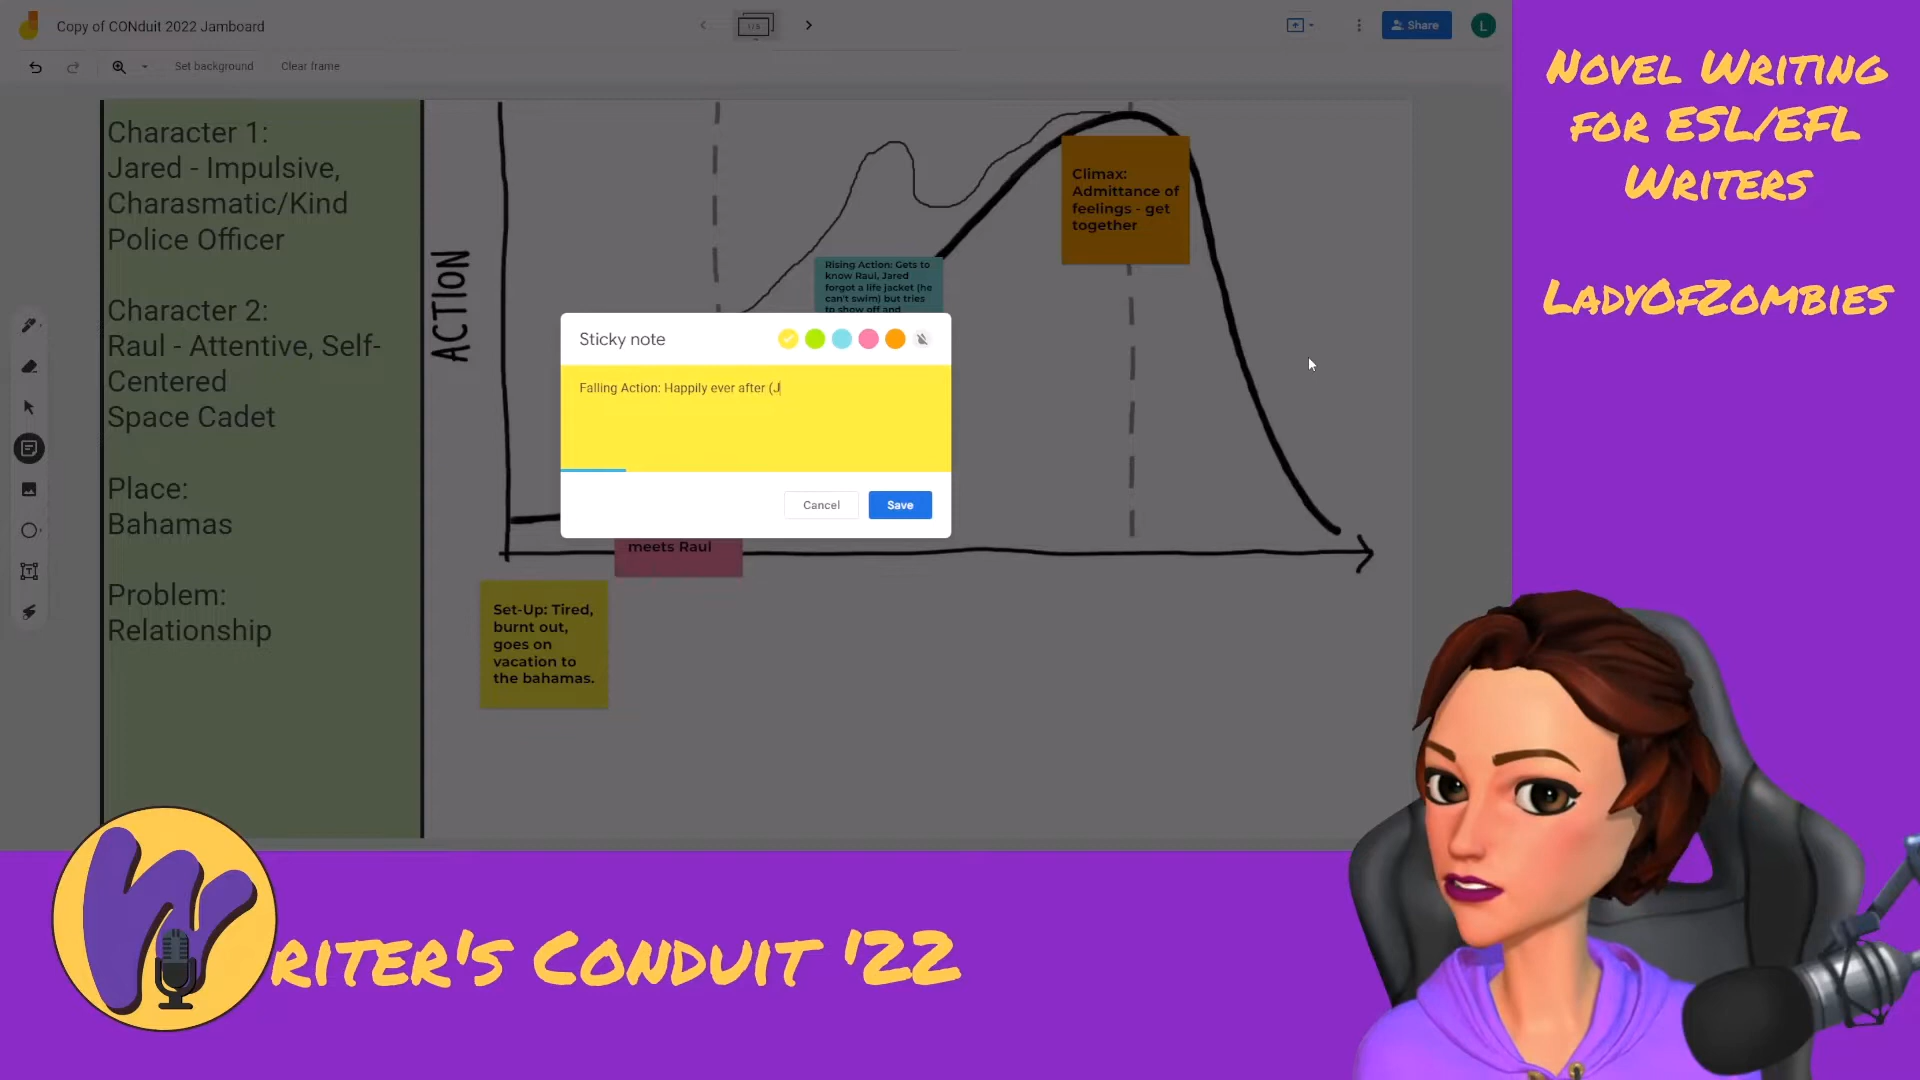 Copy of CONduit 2022 Jamboard
1/5
Share
L
Set background
Clear frame
Character 1:
Jared - Impulsive,
Charasmatic/Kind
Police Officer
Character 2:
Raul - Attentive, Self-
Centered
Space Cadet
Place:
Bahamas
Problem:
Relationship
ACTION
Climax:
Admittance of
feelings - get
together
Rising Action: Gets to
know Raul, Jared
forgot a life jacket (he
can't swim) but tries
to show off and
Sticky note
Falling Action: Happily ever after (J
Cancel
Save
meets Raul
Set-Up: Tired,
burnt out,
goes on
vacation to
the bahamas.
Novel Writing
for ESL/EFL
Writers
LadyOfZombies
Writer's Conduit '22